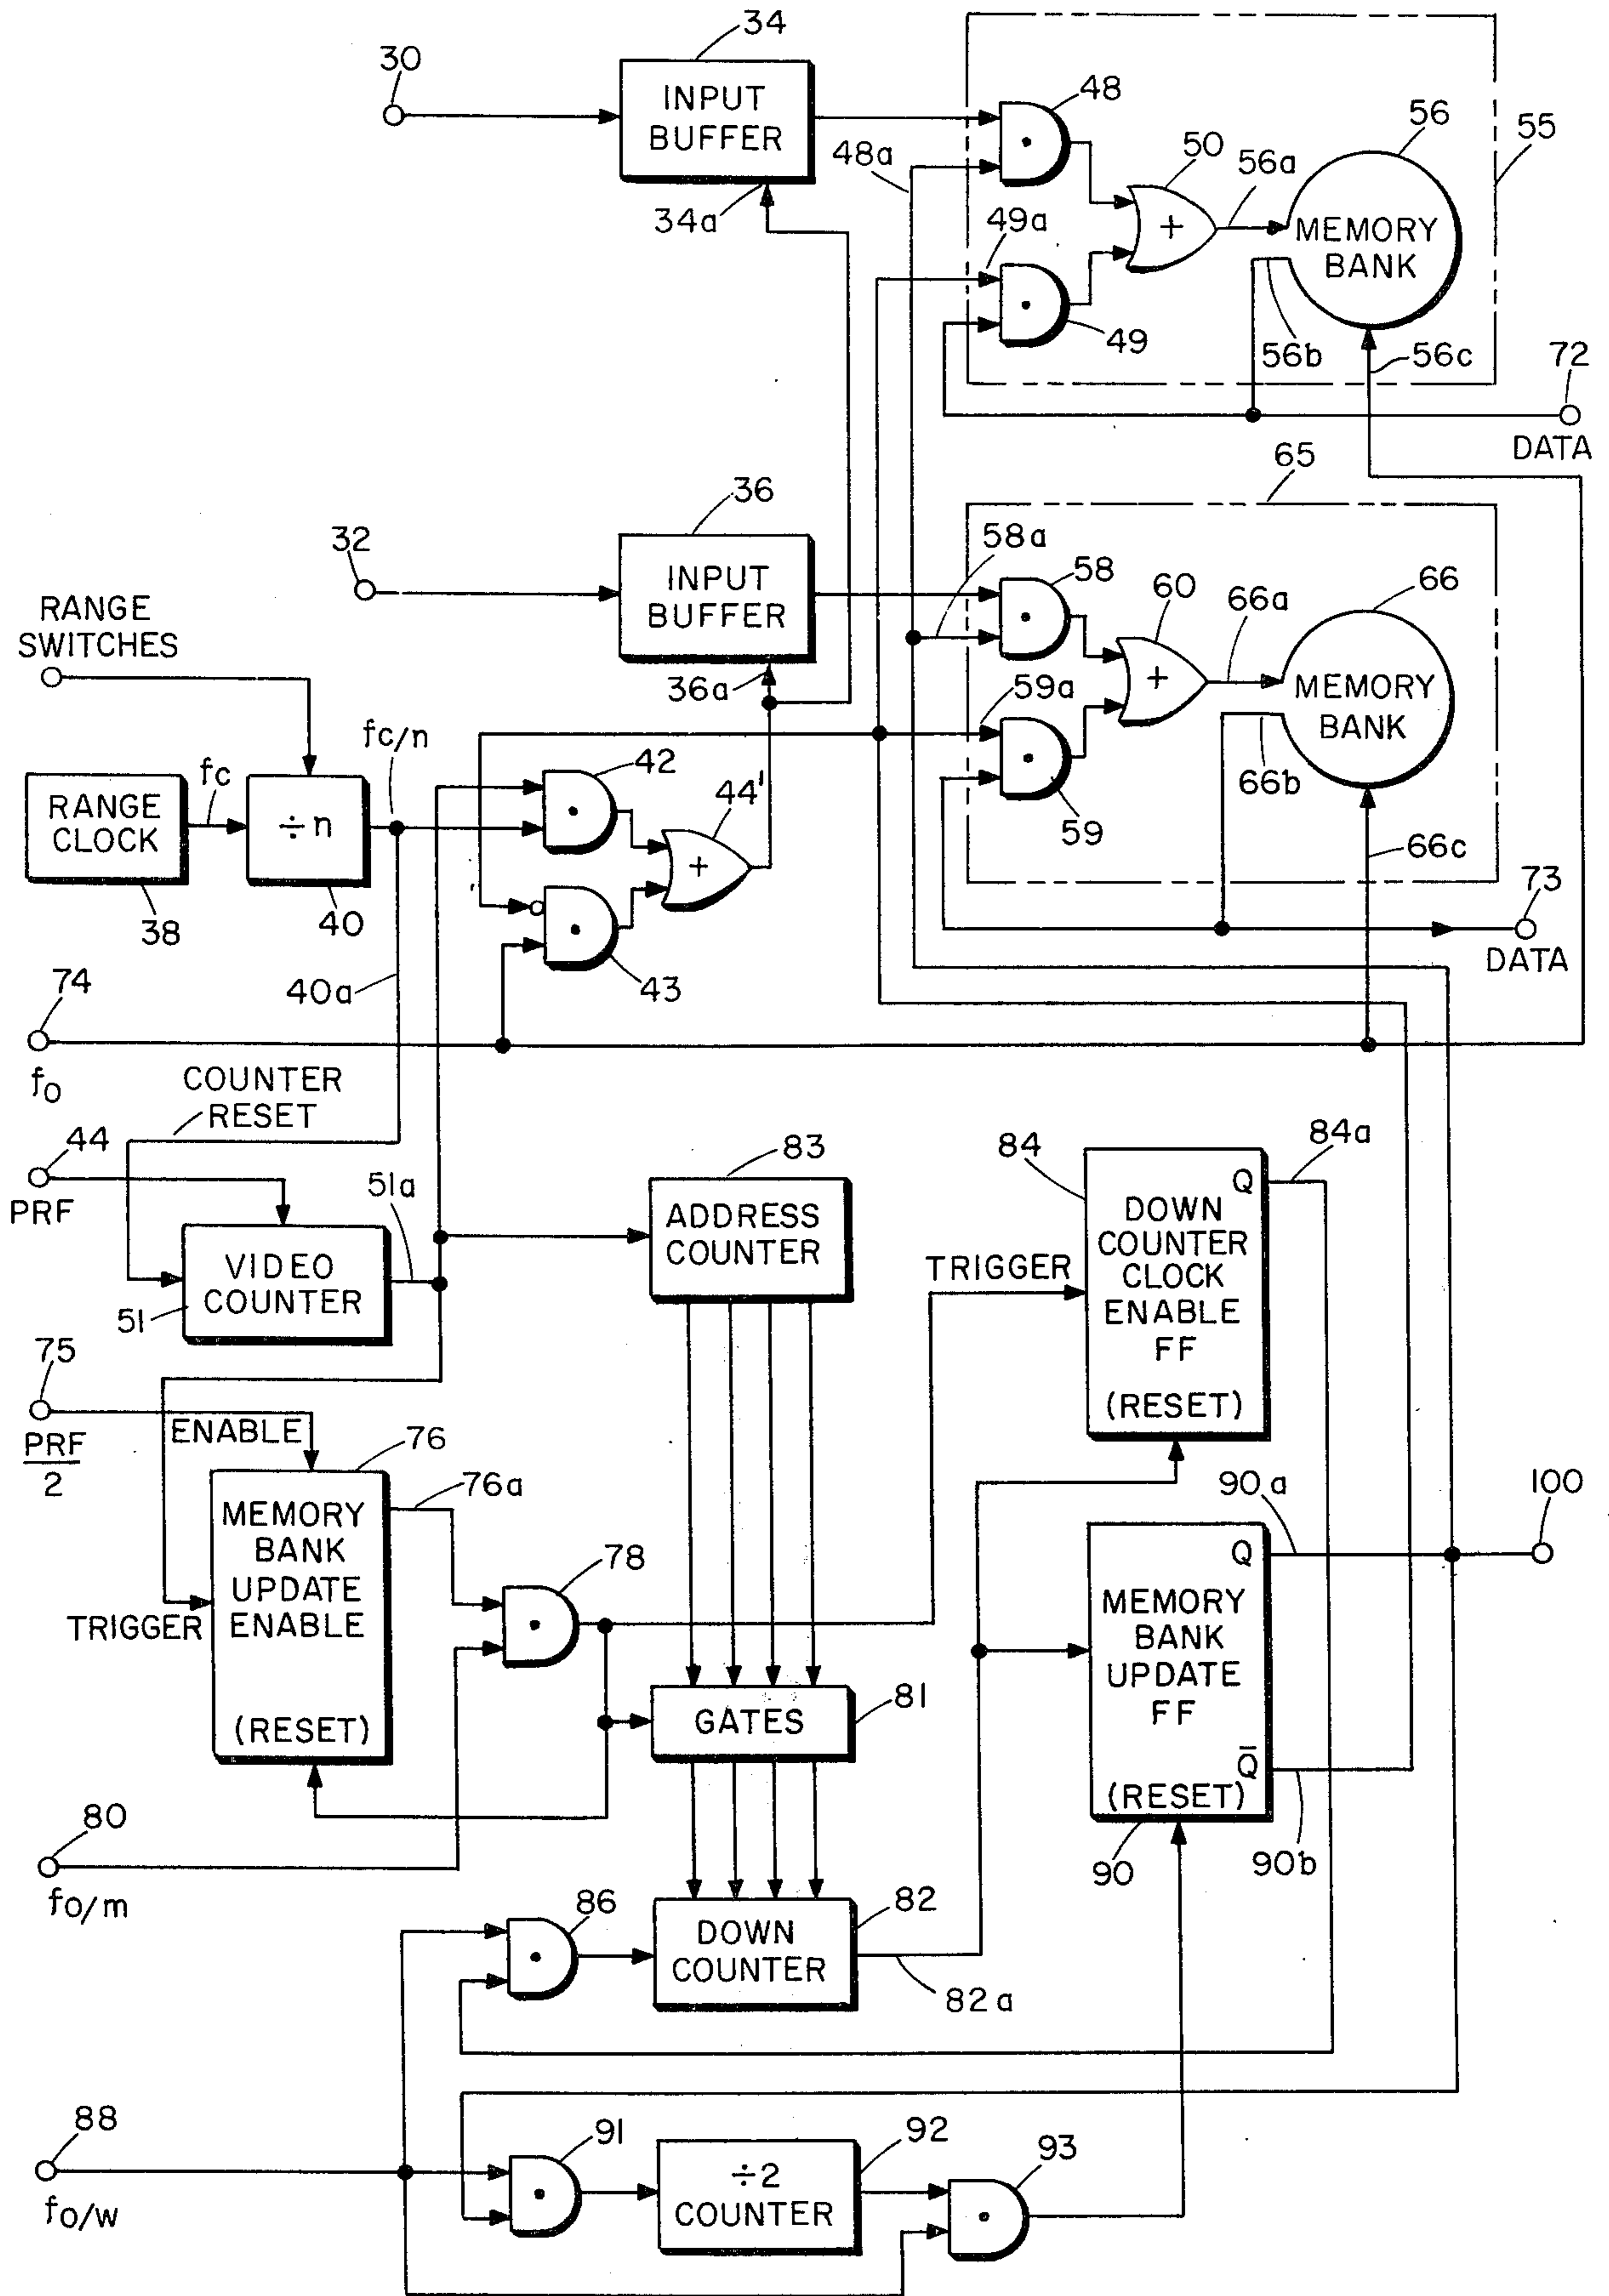 34
30
INPUT
BUFFER
34a
48
48a
50
56a
56
55
49a
MEMORY
BANK
49
56b
56c
72
DATA
65
36
32
58a
58
INPUT
BUFFER
60
66a
66
36a
59a
MEMORY
BANK
66b
59
66c
73
DATA
RANGE
SWITCHES
fc/n
fc
42
44'
RANGE
CLOCK
÷n
38
40
43
40a
74
fo
COUNTER
RESET
44
PRF
51a
VIDEO
COUNTER
51
83
ADDRESS
COUNTER
84
84a
Q
DOWN
COUNTER
CLOCK
ENABLE
FF
(RESET)
TRIGGER
75
PRF
2
ENABLE
76
76a
MEMORY
BANK
UPDATE
ENABLE
TRIGGER
(RESET)
78
90a
100
Q
MEMORY
BANK
UPDATE
FF
Q̅
(RESET)
90
90b
81
GATES
80
fo/m
86
82
DOWN
COUNTER
82a
88
fo/w
91
92
÷2
COUNTER
93